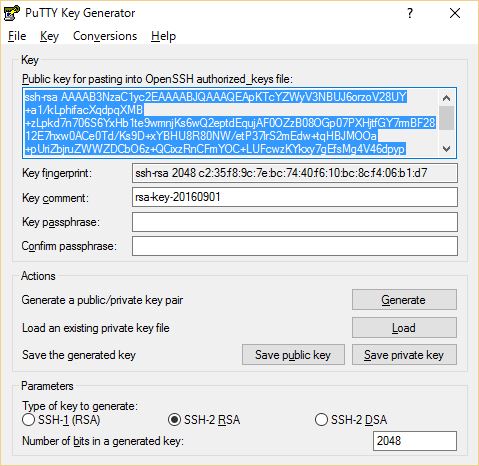 PuTTY Key Generator
File Key Conversions Help
Key
Public key for pasting into OpenSSH authorized_keys file:
ssh-rsa AAAAB3NzaC1yc2EAAAABJQAAAQEApKTcYZWyV3NBUJ6orzoV28UY
+a1/kLphifacXqdpqXMB
+zLpkd7n706S6YxHb1te9wmnjKs6wQ2eptdEqujAF0OZzB08OGp07PXHjtfGY7rmBF28
12E7hxw0ACe0Td/Ks9D+xYBHU8R80NW/etP37rS2mEdw+tqHBJMOOa
+pUriZbjruZWWZDCbO6z+QCixzRnCFmYOC+LUFcwzKYkxy7gEfsMg4V46dpyp
Key fingerprint: ssh-rsa 2048 c2:35:f8:9c:7e:bc:74:40:f6:10:bc:8c:f4:06:b1:d7
Key comment: rsa-key-20160901
Key passphrase:
Confirm passphrase:
Actions
Generate a public/private key pair Generate
Load an existing private key file Load
Save the generated key Save public key Save private key
Parameters
Type of key to generate:
SSH-1 (RSA) SSH-2 RSA SSH-2 DSA
Number of bits in a generated key: 2048